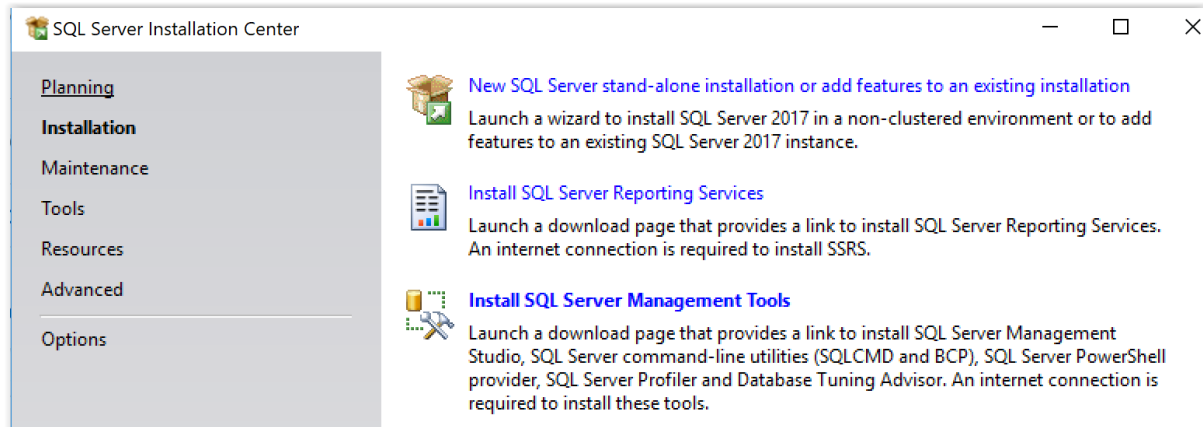 SQL Server Installation Center
Planning
Installation
Maintenance
Tools
Resources
Advanced
Options
New SQL Server stand-alone installation or add features to an existing installation
Launch a wizard to install SQL Server 2017 in a non-clustered environment or to add
features to an existing SQL Server 2017 instance.
Install SQL Server Reporting Services
Launch a download page that provides a link to install SQL Server Reporting Services.
An internet connection is required to install SSRS.
Install SQL Server Management Tools
Launch a download page that provides a link to install SQL Server Management
Studio, SQL Server command-line utilities (SQLCMD and BCP), SQL Server PowerShell
provider, SQL Server Profiler and Database Tuning Advisor. An internet connection is
required to install these tools.